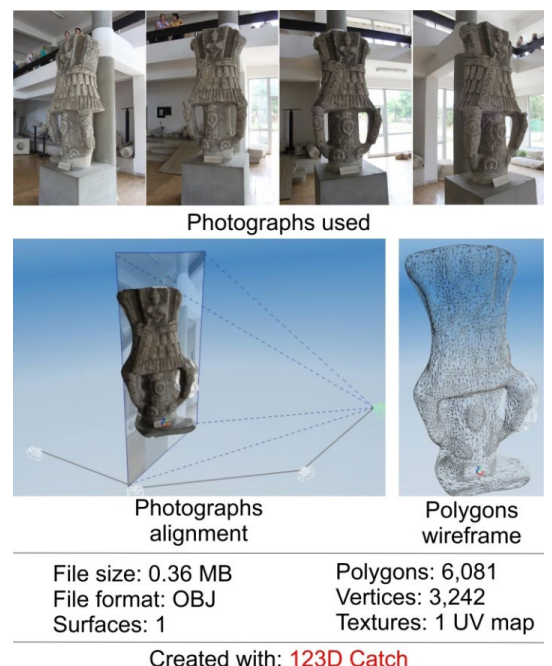 Photographs used
Photographs
alignment
Polygons
wireframe
File size: 0.36 MB
File format: OBJ
Surfaces: 1
Polygons: 6,081
Vertices: 3,242
Textures: 1 UV map
Created with: 123D Catch